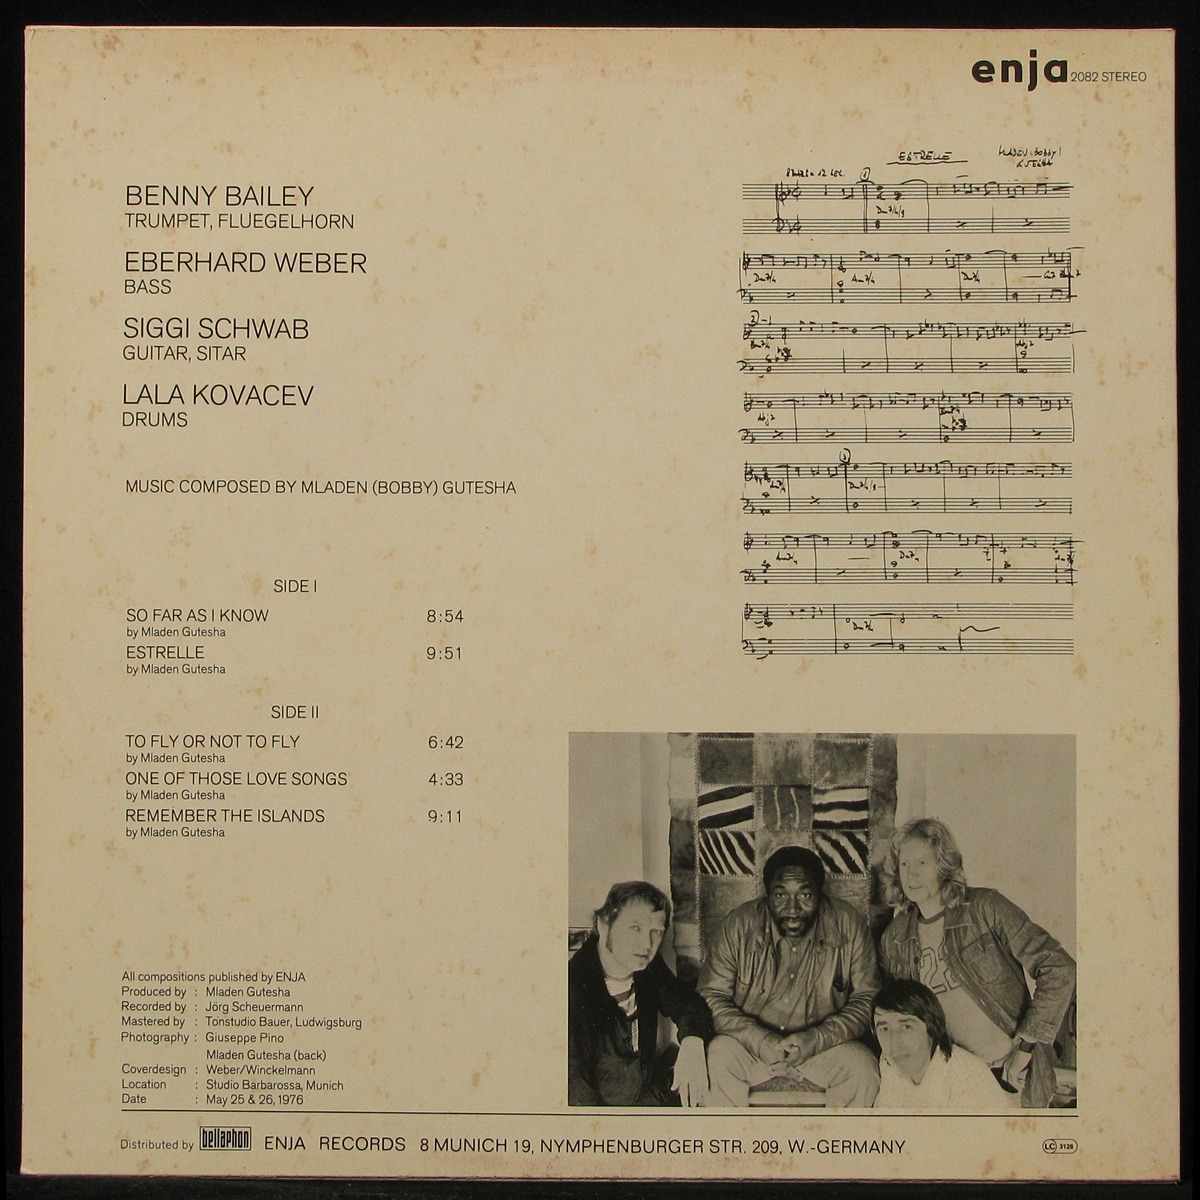 enja 2082 STEREO
ESTRELLE
BENNY BAILEY
TRUMPET, FLUEGELHORN
EBERHARD WEBER
BASS
SIGGI SCHWAB
GUITAR, SITAR
LALA KOVACEV
DRUMS
MUSIC COMPOSED BY MLADEN (BOBBY) GUTESHA
SIDE I
SO FAR AS I KNOW 8:54
by Mladen Gutesha
ESTRELLE 9:51
by Mladen Gutesha
SIDE II
TO FLY OR NOT TO FLY 6:42
by Mladen Gutesha
ONE OF THOSE LOVE SONGS 4:33
by Mladen Gutesha
REMEMBER THE ISLANDS 9:11
by Mladen Gutesha
All compositions published by ENJA
Produced by : Mladen Gutesha
Recorded by : Jörg Scheuermann
Mastered by : Tonstudio Bauer, Ludwigsburg
Photography : Giuseppe Pino
Mladen Gutesha (back)
Coverdesign : Weber/Winckelmann
Location : Studio Barbarossa, Munich
Date : May 25 & 26, 1976
Distributed by bellaphon ENJA RECORDS 8 MUNICH 19, NYMPHENBURGER STR. 209, W.-GERMANY LC 3126